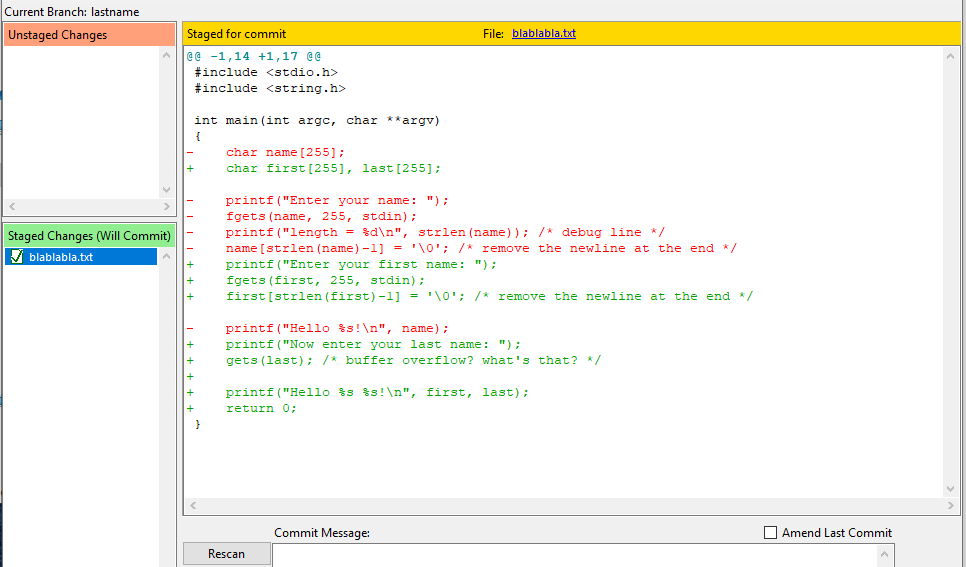 Current Branch: lastname
Unstaged Changes
Staged Changes (Will Commit)
blablabla.txt
Staged for commit File: blablabla.txt
@@ -1,14 +1,17 @@
 #include <stdio.h>
 #include <string.h>
 int main(int argc, char **argv)
 {
-    char name[255];
+    char first[255], last[255];
-    printf("Enter your name: ");
-    fgets(name, 255, stdin);
-    printf("length = %d\n", strlen(name)); /* debug line */
-    name[strlen(name)-1] = '\0'; /* remove the newline at the end */
+    printf("Enter your first name: ");
+    fgets(first, 255, stdin);
+    first[strlen(first)-1] = '\0'; /* remove the newline at the end */
-    printf("Hello %s!\n", name);
+    printf("Now enter your last name: ");
+    gets(last); /* buffer overflow? what's that? */
+
+    printf("Hello %s %s!\n", first, last);
+    return 0;
 }
Commit Message:
Amend Last Commit
Rescan